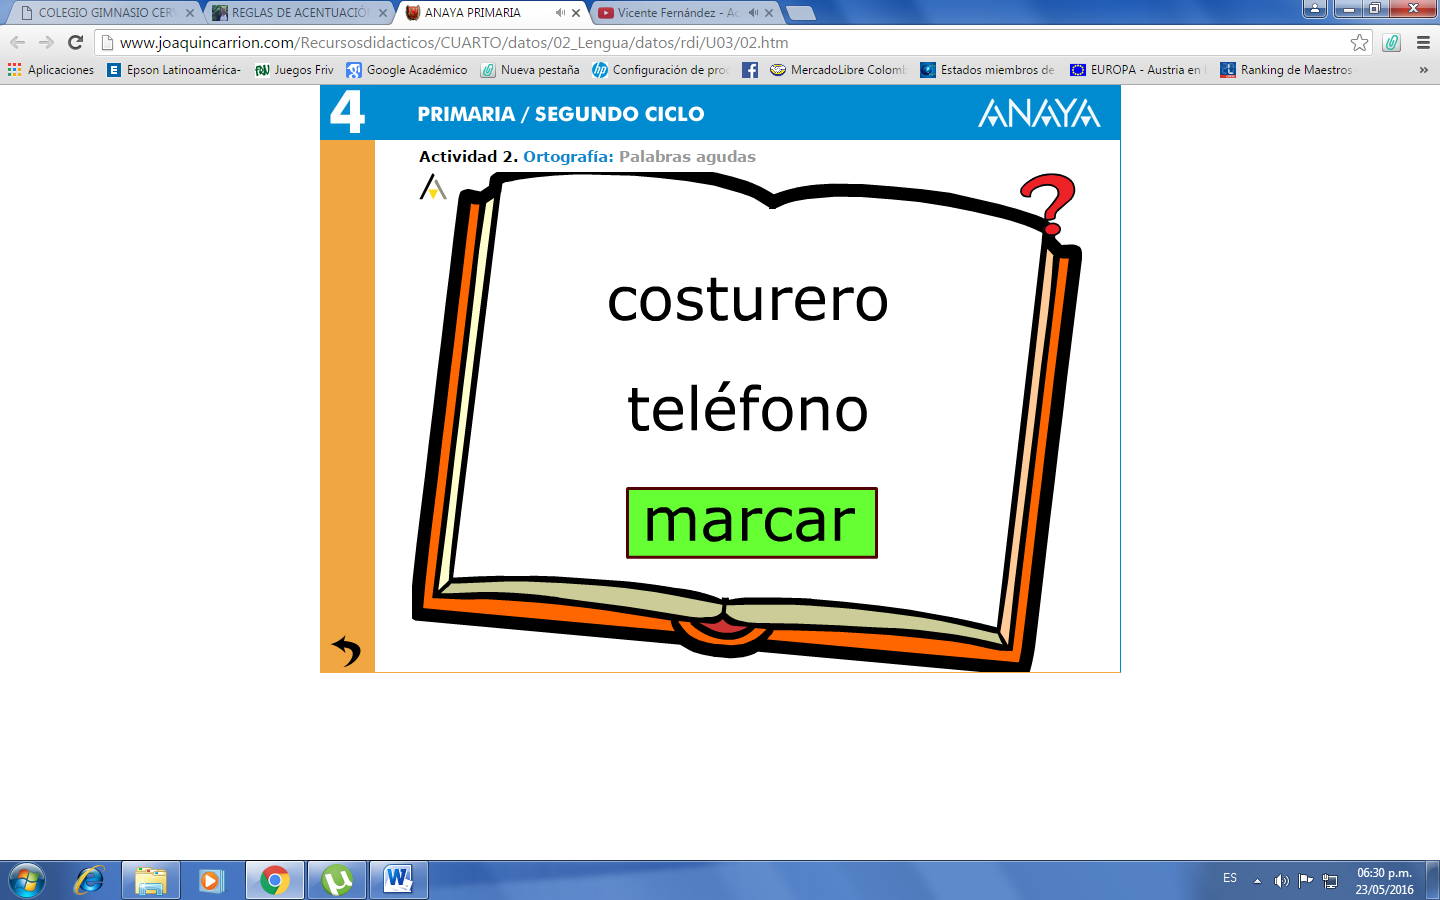 COLEGIO GIMNASIO CER
REGLAS DE ACENTUACIÓ
ANAYA PRIMARIA
Vicente Fernández - Ac
www.joaquincarrion.com/Recursosdidacticos/CUARTO/datos/02_Lengua/datos/rdi/U03/02.htm
Aplicaciones
Epson Latinoamérica-
Juegos Friv
Google Académico
Nueva pestaña
Configuración de pro
MercadoLibre Colomb
Estados miembros de
EUROPA - Austria en
Ranking de Maestros
»
4
PRIMARIA / SEGUNDO CICLO
ANAYA
Actividad 2. Ortografía: Palabras agudas
?
costurero
teléfono
marcar
ES
06:30 p.m.
23/05/2016